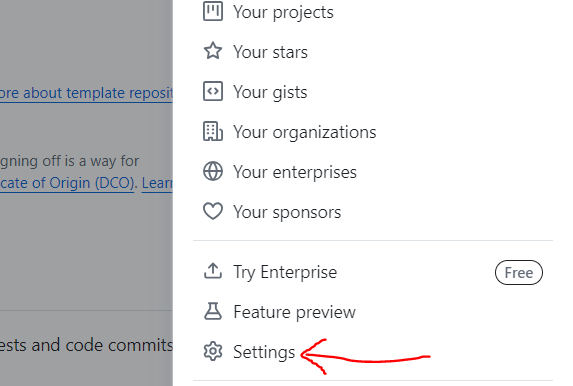 Your projects
Your stars
Your gists
ore about template reposit
Your organizations
gning off is a way for
Your enterprises
cate of Origin (DCO). Learn
Your sponsors
Try Enterprise Free
Feature preview
ests and code commits
Settings